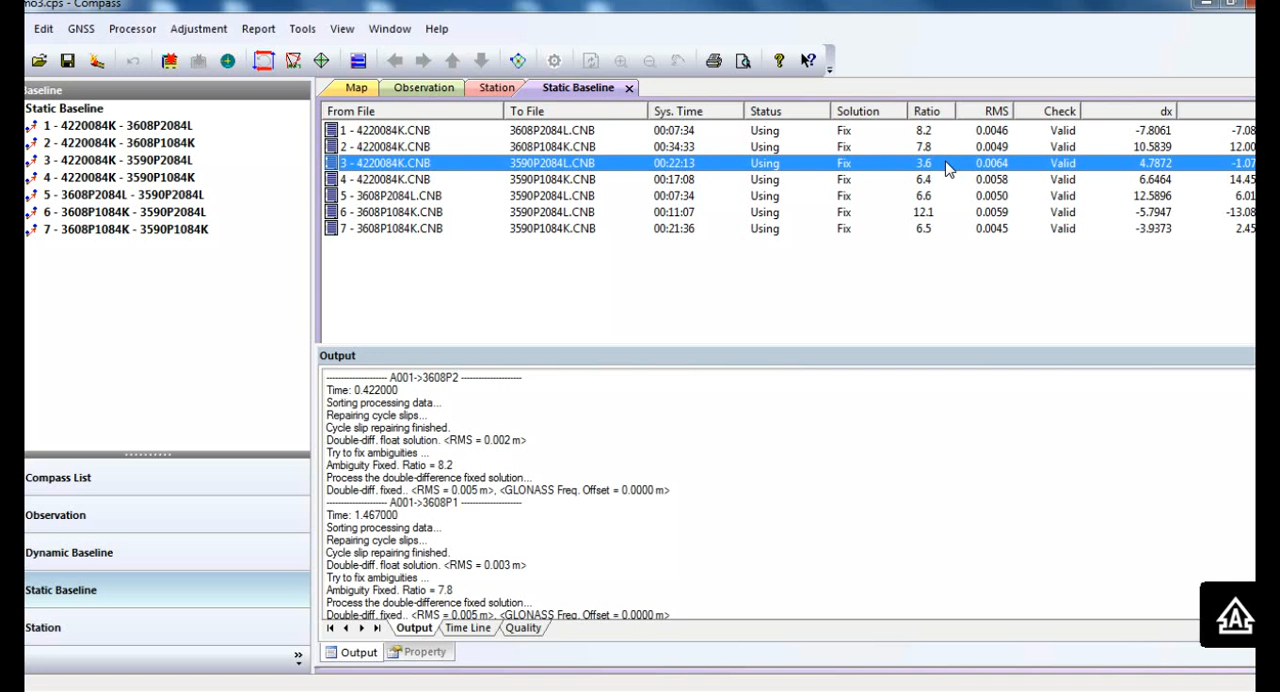 mo3.cps - Compass
Edit GNSS Processor Adjustment Report Tools View Window Help
Baseline
Static Baseline
1 - 4220084K - 3608P2084L
2 - 4220084K - 3608P1084K
3 - 4220084K - 3590P2084L
4 - 4220084K - 3590P1084K
5 - 3608P2084L - 3590P2084L
6 - 3608P1084K - 3590P2084L
7 - 3608P1084K - 3590P1084K
Compass List
Observation
Dynamic Baseline
Static Baseline
Station
Map Observation Station Static Baseline
From File To File Sys. Time Status Solution Ratio RMS Check dx
1 - 4220084K.CNB 3608P2084L.CNB 00:07:34 Using Fix 8.2 0.0046 Valid -7.8061 -7.08
2 - 4220084K.CNB 3608P1084K.CNB 00:34:33 Using Fix 7.8 0.0049 Valid 10.5839 12.00
3 - 4220084K.CNB 3590P2084L.CNB 00:22:13 Using Fix 3.6 0.0064 Valid 4.7872 -1.07
4 - 4220084K.CNB 3590P1084K.CNB 00:17:08 Using Fix 6.4 0.0058 Valid 6.6464 14.45
5 - 3608P2084L.CNB 3590P2084L.CNB 00:07:34 Using Fix 6.6 0.0050 Valid 12.5896 6.01
6 - 3608P1084K.CNB 3590P2084L.CNB 00:11:07 Using Fix 12.1 0.0059 Valid -5.7947 -13.08
7 - 3608P1084K.CNB 3590P1084K.CNB 00:21:36 Using Fix 6.5 0.0045 Valid -3.9373 2.45
Output
-------------------- A001->3608P2 --------------------
Time: 0.422000
Sorting processing data...
Repairing cycle slips...
Cycle slip repairing finished.
Double-diff. float solution. <RMS = 0.002 m>
Try to fix ambiguities ...
Ambiguity Fixed. Ratio = 8.2
Process the double-difference fixed solution...
Double-diff. fixed.. <RMS = 0.005 m>, <GLONASS Freq. Offset = 0.0000 m>
-------------------- A001->3608P1 --------------------
Time: 1.467000
Sorting processing data...
Repairing cycle slips...
Cycle slip repairing finished.
Double-diff. float solution. <RMS = 0.003 m>
Try to fix ambiguities ...
Ambiguity Fixed. Ratio = 7.8
Process the double-difference fixed solution...
Double-diff. fixed.. <RMS = 0.005 m>, <GLONASS Freq. Offset = 0.0000 m>
Output Time Line Quality
Output Property